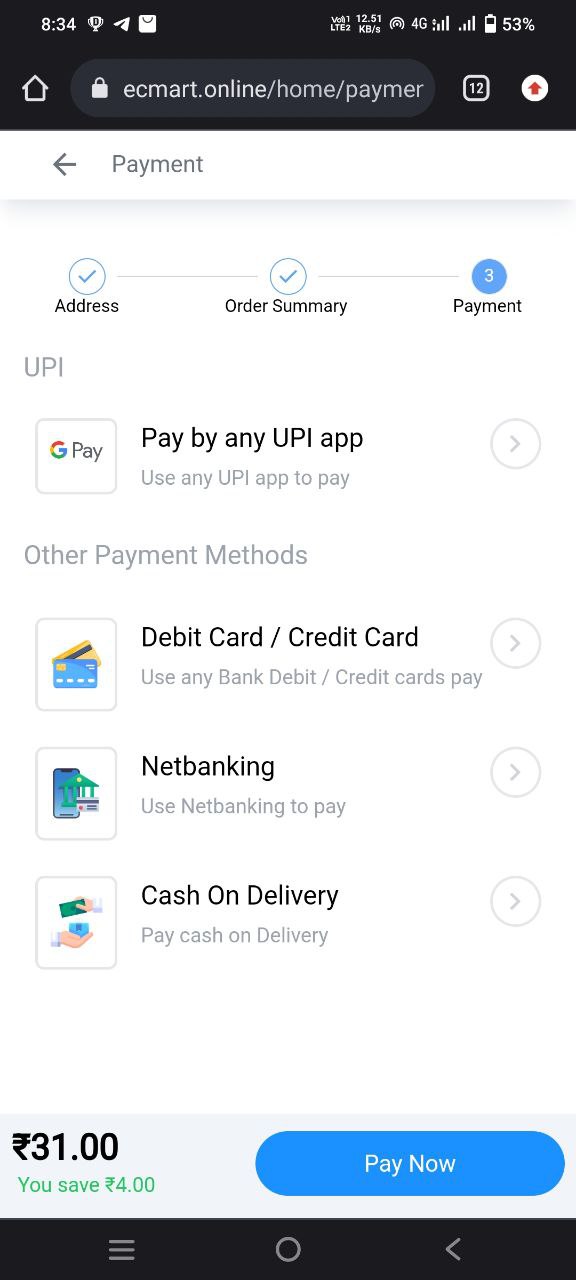 8:34
Vo)) 1
LTE2
12.51
KB/s
4G
53%
ecmart.online/home/paymer
12
Payment
3
Address
Order Summary
Payment
UPI
G Pay
Pay by any UPI app
Use any UPI app to pay
Other Payment Methods
Debit Card / Credit Card
Use any Bank Debit / Credit cards pay
Netbanking
Use Netbanking to pay
Cash On Delivery
Pay cash on Delivery
₹31.00
You save ₹4.00
Pay Now